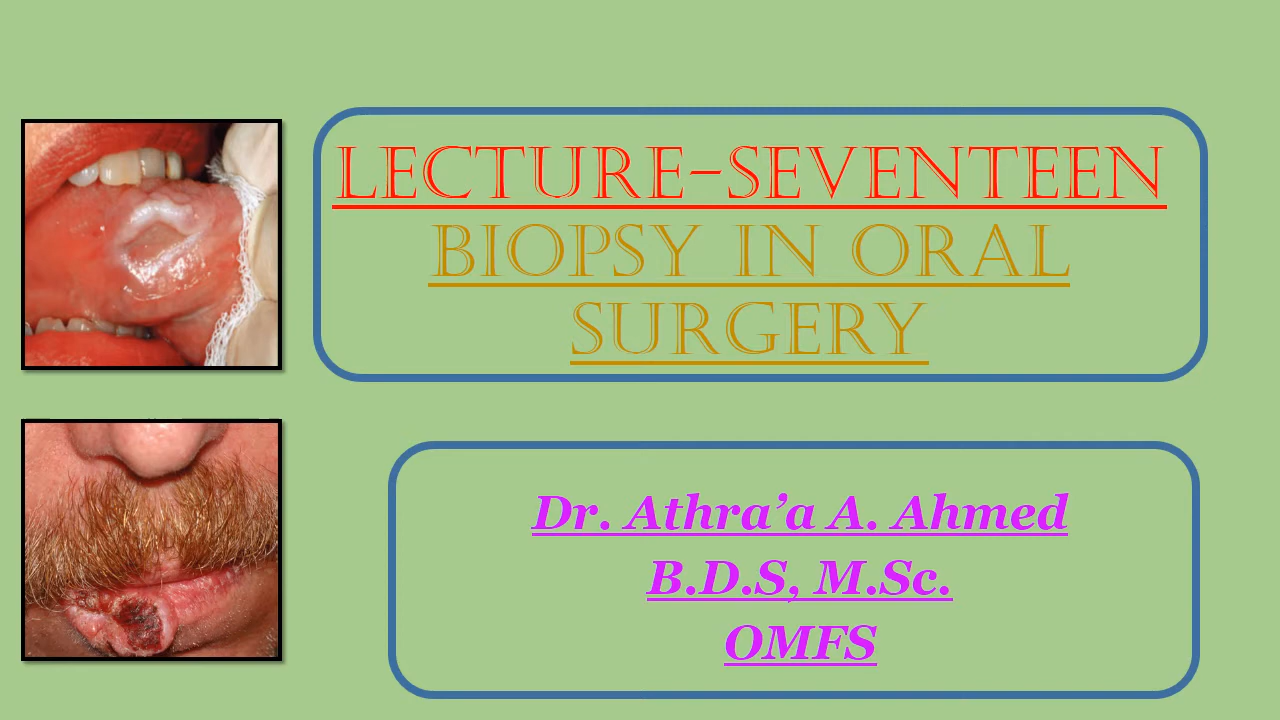 LECTURE-SEVENTEEN
BIOPSY IN ORAL
SURGERY
Dr. Athra’a A. Ahmed
B.D.S, M.Sc.
OMFS